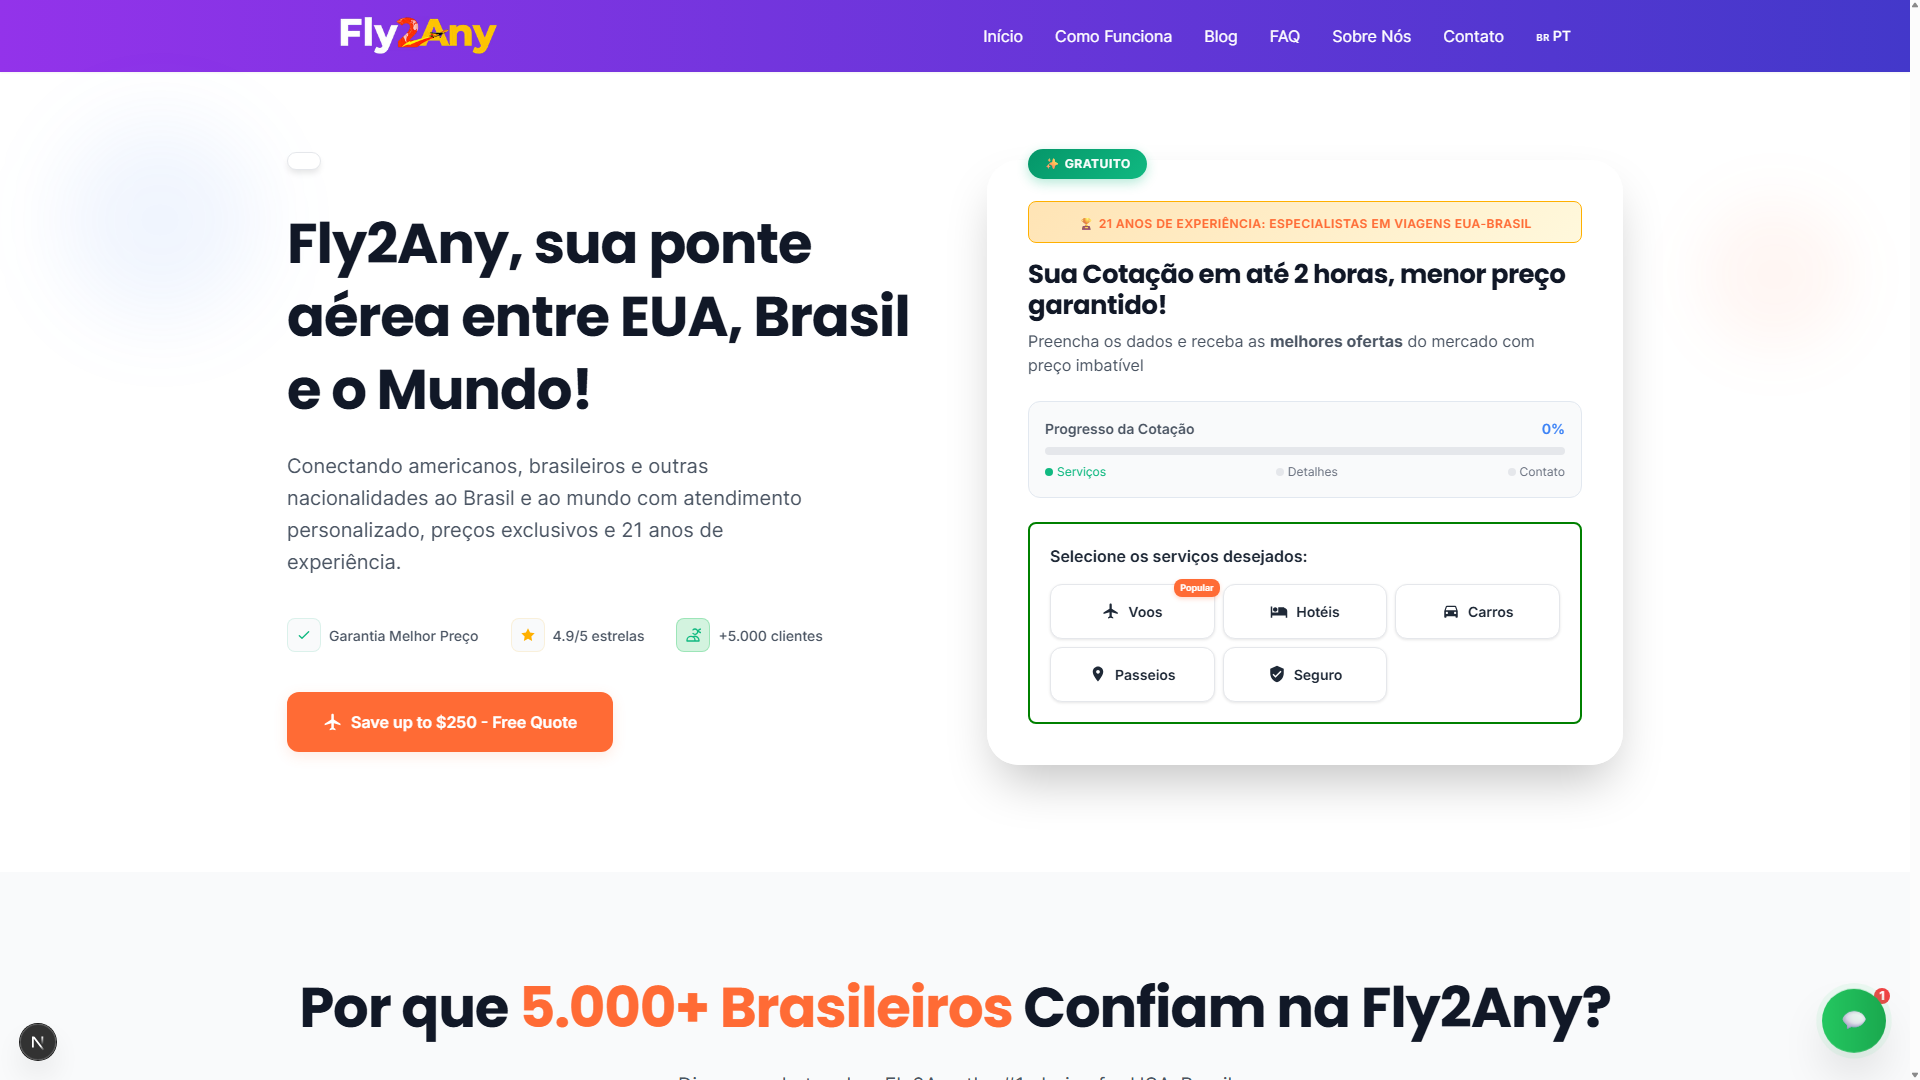 Fly2Any
Início
Como Funciona
Blog
FAQ
Sobre Nós
Contato
BR PT
Fly2Any, sua ponte
aérea entre EUA, Brasil
e o Mundo!
Conectando americanos, brasileiros e outras
nacionalidades ao Brasil e ao mundo com atendimento
personalizado, preços exclusivos e 21 anos de
experiência.
Garantia Melhor Preço
4.9/5 estrelas
+5.000 clientes
Save up to $250 - Free Quote
GRATUITO
21 ANOS DE EXPERIÊNCIA: ESPECIALISTAS EM VIAGENS EUA-BRASIL
Sua Cotação em até 2 horas, menor preço
garantido!
Preencha os dados e receba as melhores ofertas do mercado com
preço imbatível
Progresso da Cotação
0%
Serviços
Detalhes
Contato
Selecione os serviços desejados:
Popular
Voos
Hotéis
Carros
Passeios
Seguro
Por que 5.000+ Brasileiros Confiam na Fly2Any?
N
1